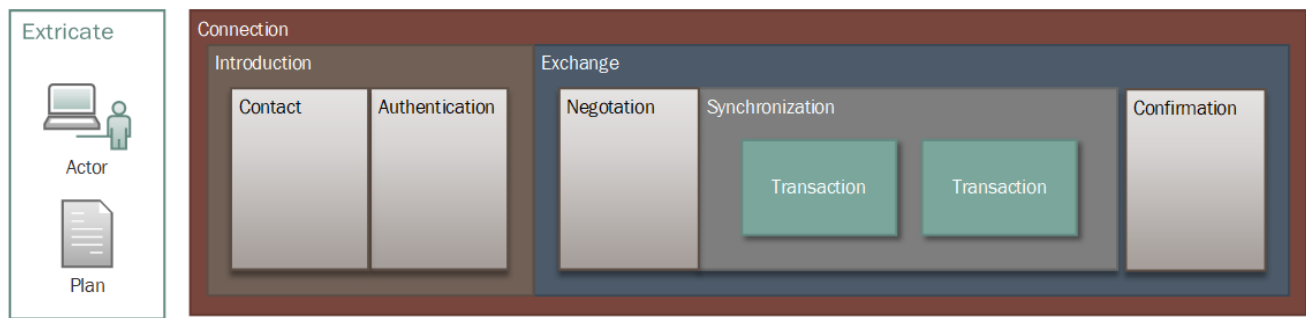 Extricate
Actor
Plan
Connection
Introduction
Contact
Authentication
Exchange
Negotation
Synchronization
Transaction
Transaction
Confirmation